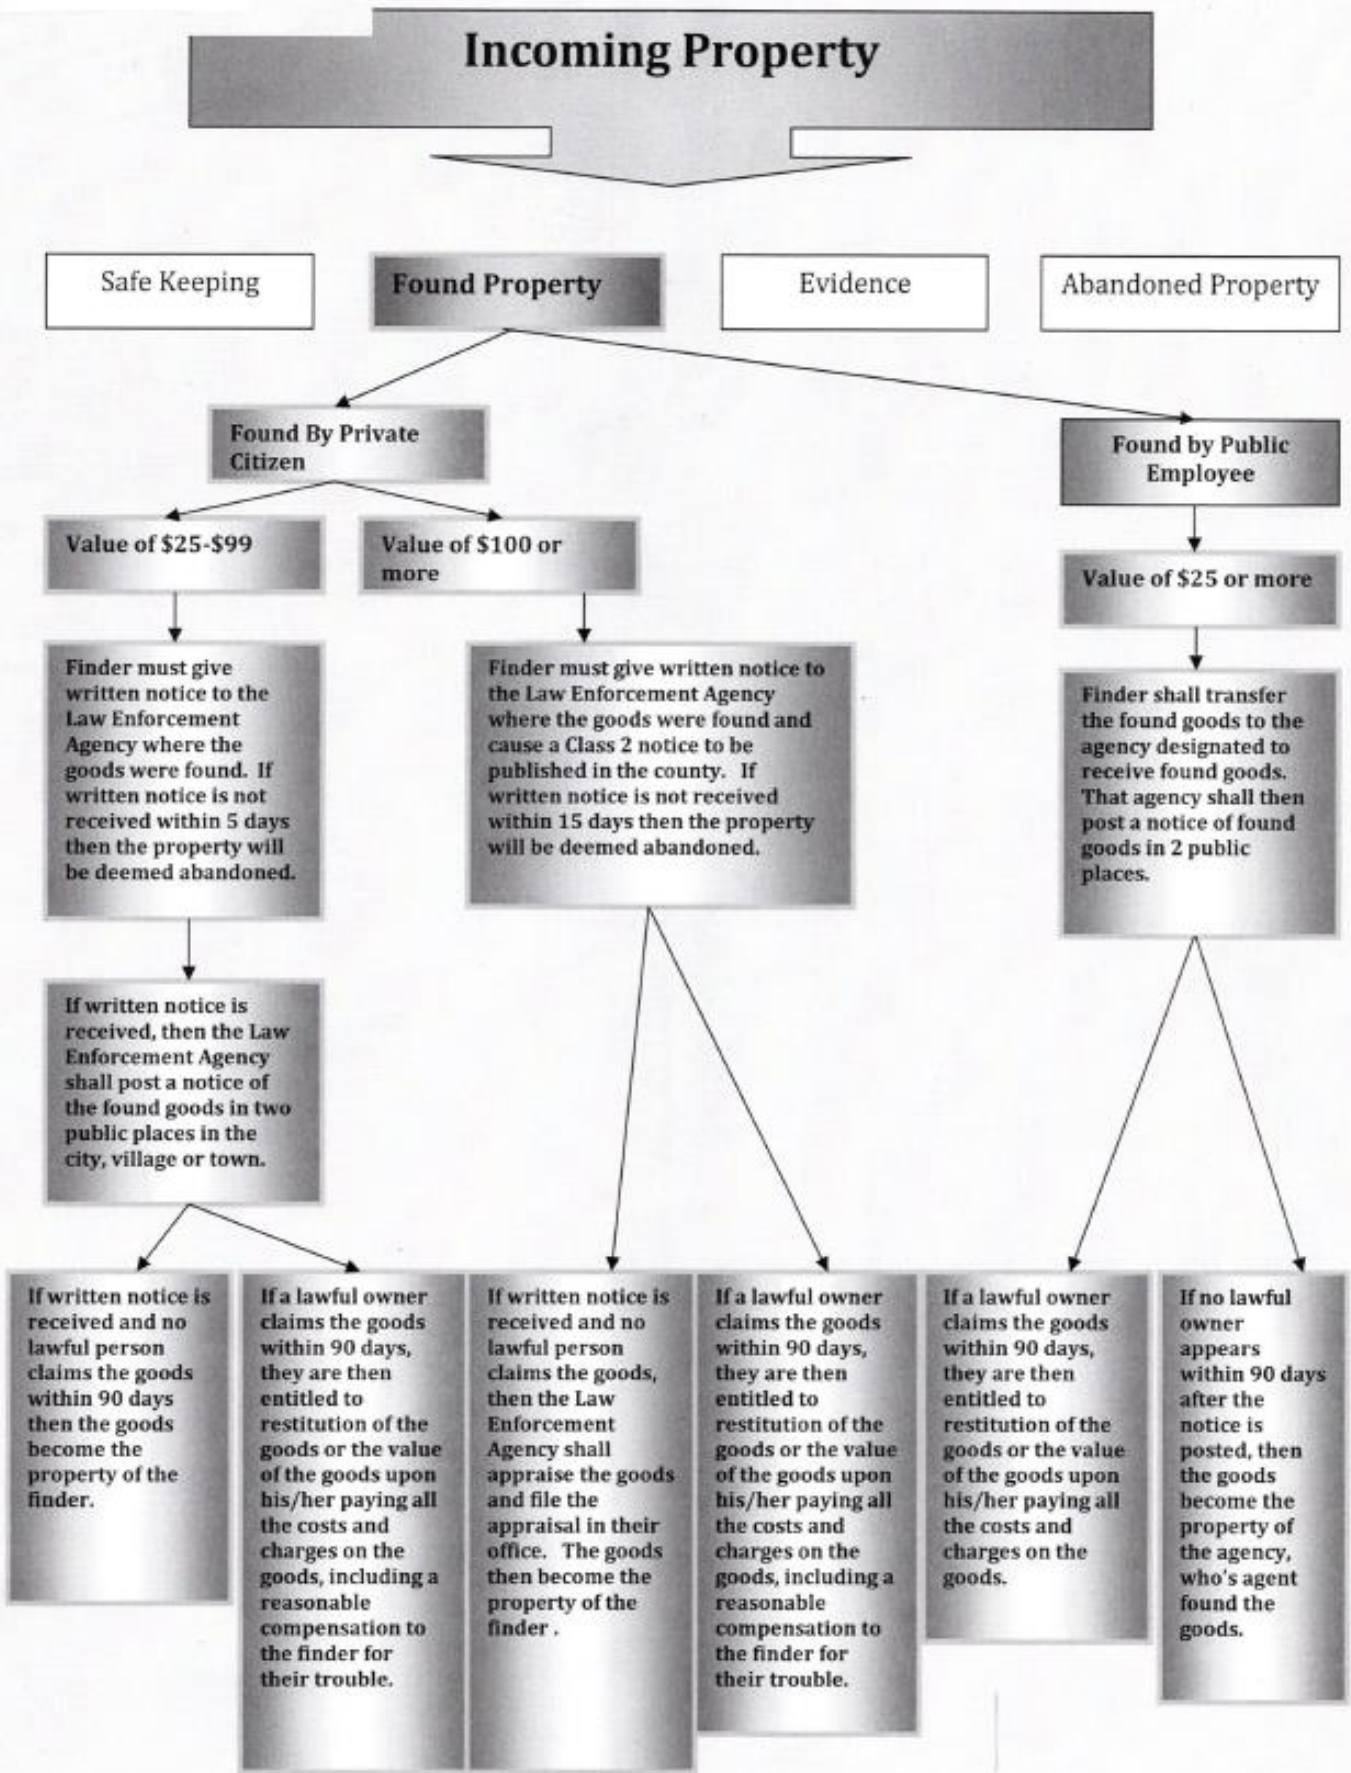 Incoming Property
Safe Keeping
Found Property
Evidence
Abandoned Property
Found By Private
Citizen
Found by Public
Employee
Value of $25-$99
Value of $100 or
more
Value of $25 or more
Finder must give
written notice to the
Law Enforcement
Agency where the
goods were found. If
written notice is not
received within 5 days
then the property will
be deemed abandoned.
Finder must give written notice to
the Law Enforcement Agency
where the goods were found and
cause a Class 2 notice to be
published in the county. If
written notice is not received
within 15 days then the property
will be deemed abandoned.
Finder shall transfer
the found goods to the
agency designated to
receive found goods.
That agency shall then
post a notice of found
goods in 2 public
places.
If written notice is
received, then the Law
Enforcement Agency
shall post a notice of
the found goods in two
public places in the
city, village or town.
If written notice is
received and no
lawful person
claims the goods
within 90 days
then the goods
become the
property of the
finder.
If a lawful owner
claims the goods
within 90 days,
they are then
entitled to
restitution of the
goods or the value
of the goods upon
his/her paying all
the costs and
charges on the
goods, including a
reasonable
compensation to
the finder for
their trouble.
If written notice is
received and no
lawful person
claims the goods,
then the Law
Enforcement
Agency shall
appraise the goods
and file the
appraisal in their
office. The goods
then become the
property of the
finder .
If a lawful owner
claims the goods
within 90 days,
they are then
entitled to
restitution of the
goods or the value
of the goods upon
his/her paying all
the costs and
charges on the
goods, including a
reasonable
compensation to
the finder for
their trouble.
If a lawful owner
claims the goods
within 90 days,
they are then
entitled to
restitution of the
goods or the value
of the goods upon
his/her paying all
the costs and
charges on the
goods.
If no lawful
owner
appears
within 90 days
after the
notice is
posted, then
the goods
become the
property of
the agency,
who's agent
found the
goods.